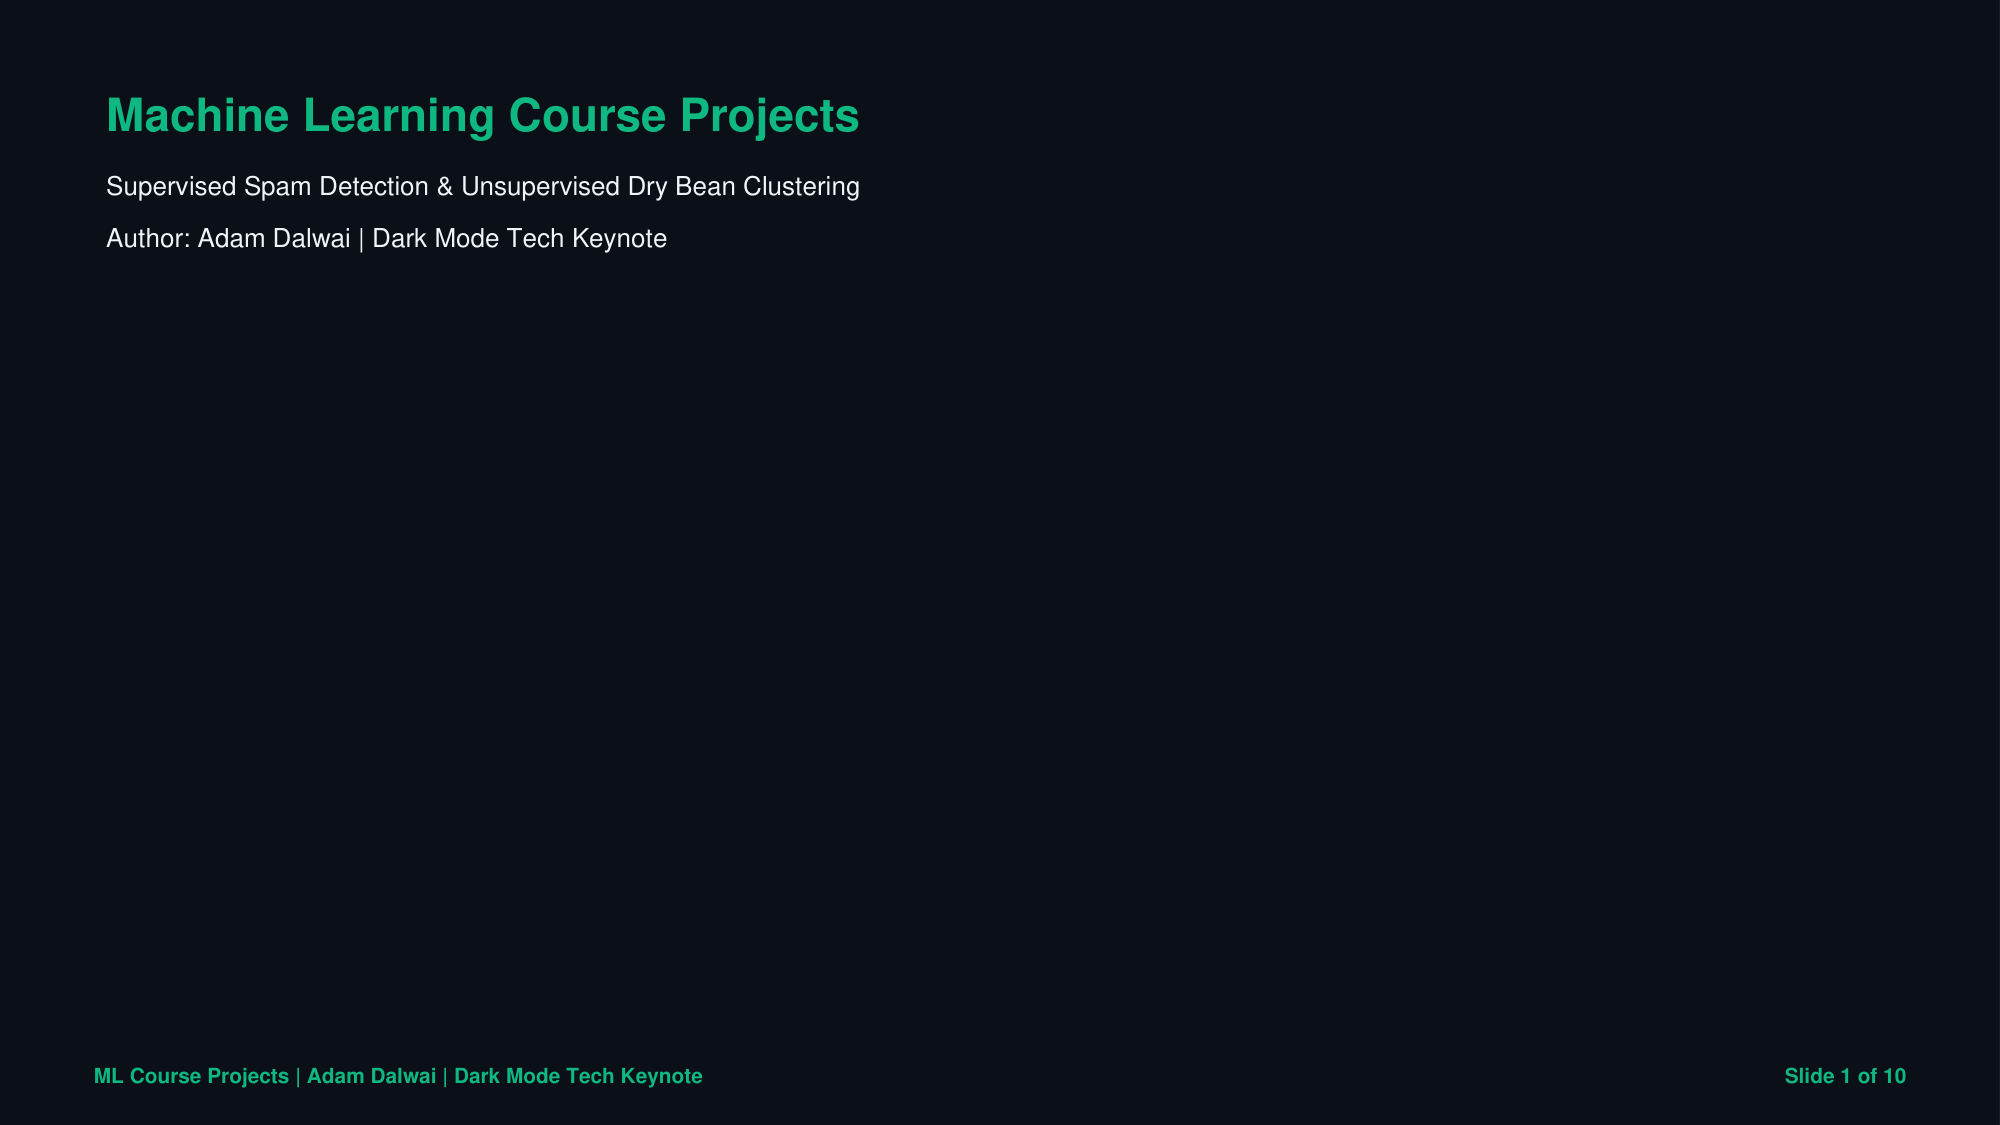 Machine Learning Course Projects
Supervised Spam Detection & Unsupervised Dry Bean Clustering
Author: Adam Dalwai | Dark Mode Tech Keynote
ML Course Projects | Adam Dalwai | Dark Mode Tech Keynote
Slide 1 of 10